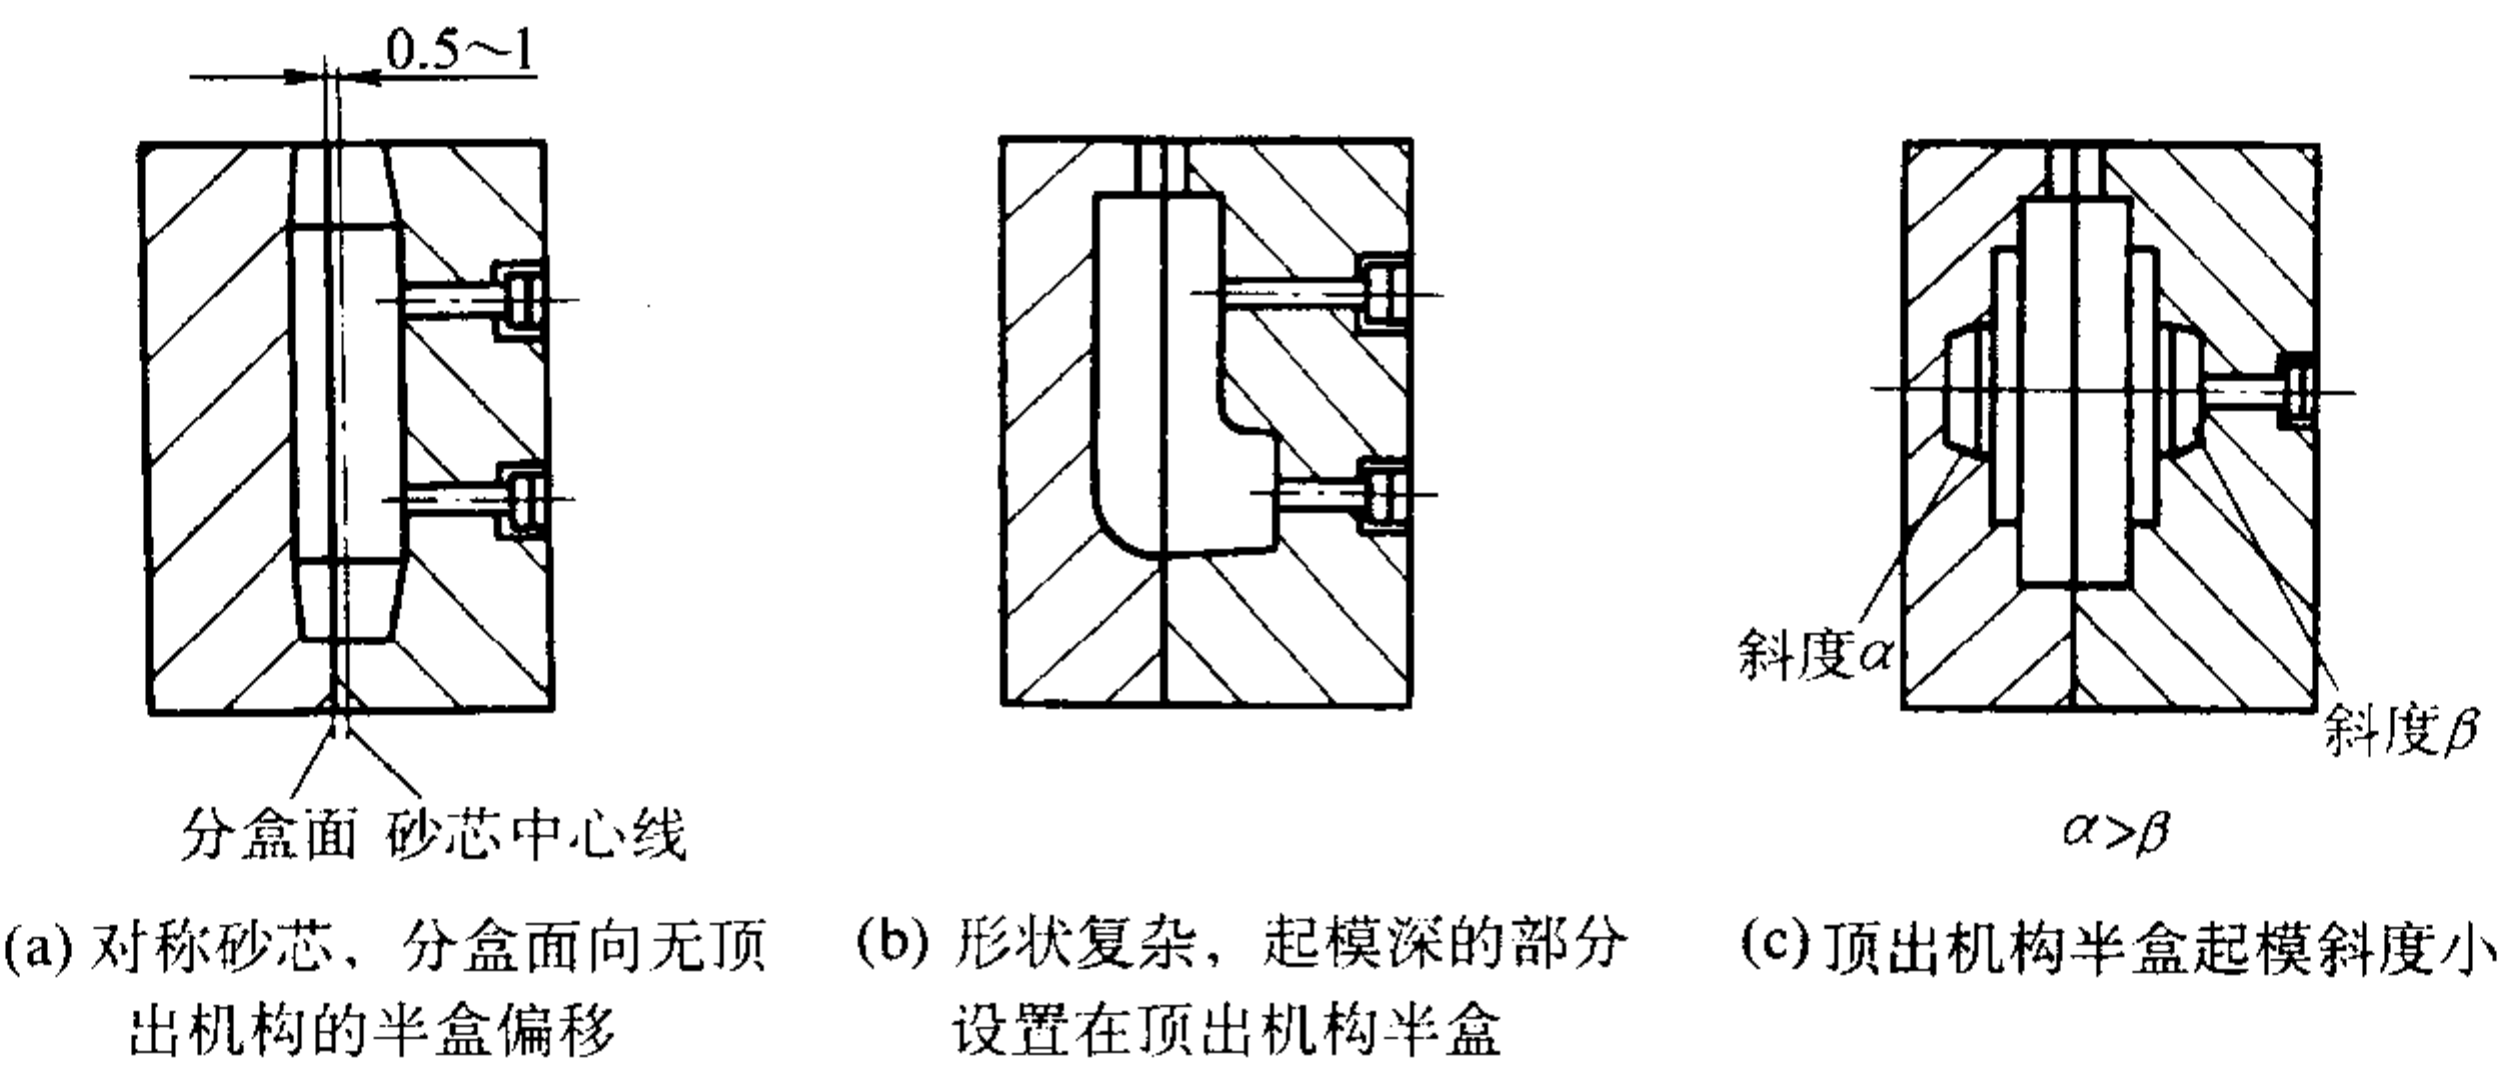 0.5～1
斜度α
斜度β
分盒面 砂芯中心线
α>β
(a) 对称砂芯、分盒面向无顶
出机构的半盒偏移
(b) 形状复杂，起模深的部分
设置在顶出机构半盒
(c) 顶出机构半盒起模斜度小